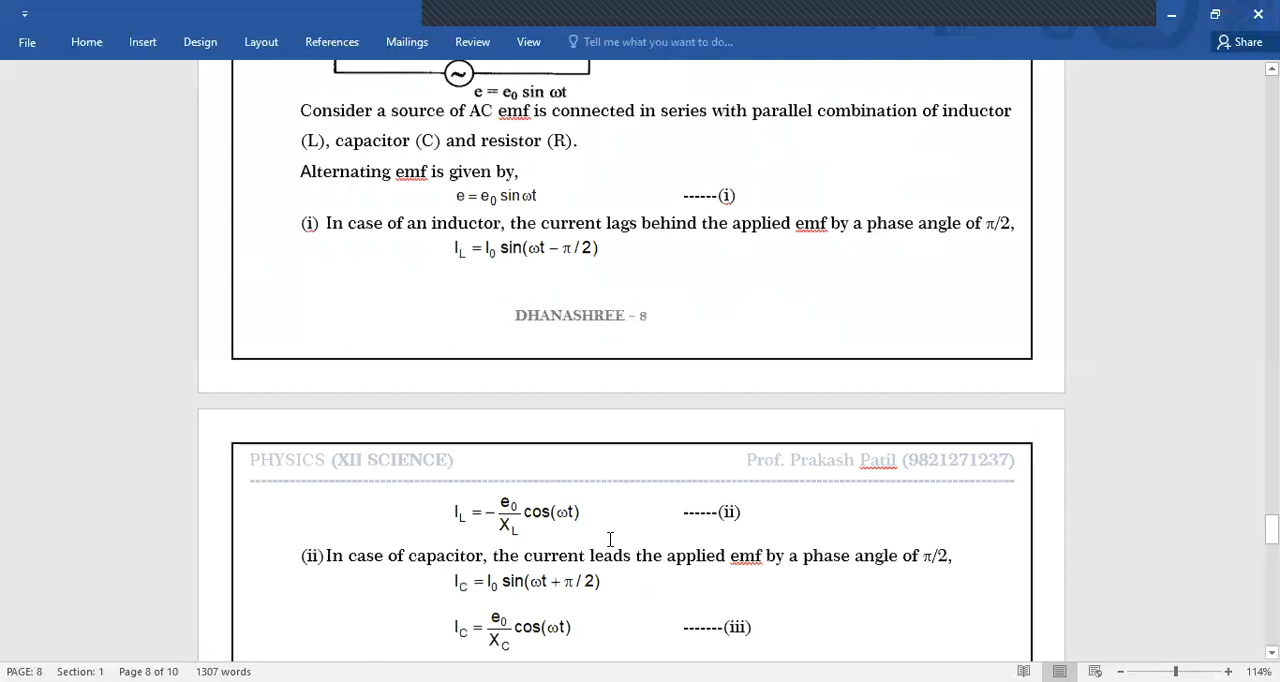 File Home Insert Design Layout References Mailings Review View Tell me what you want to do... Share
e = e₀ sin ωt
Consider a source of AC emf is connected in series with parallel combination of inductor
(L), capacitor (C) and resistor (R).
Alternating emf is given by,
e = e₀ sin ωt ------(i)
(i) In case of an inductor, the current lags behind the applied emf by a phase angle of π/2,
I_L = I₀ sin(ωt − π / 2)
DHANASHREE - 8
PHYSICS (XII SCIENCE) Prof. Prakash Patil (9821271237)
I_L = − e₀/X_L cos(ωt) ------(ii)
(ii) In case of capacitor, the current leads the applied emf by a phase angle of π/2,
I_C = I₀ sin(ωt + π / 2)
I_C = e₀/X_C cos(ωt) -------(iii)
PAGE: 8 Section: 1 Page 8 of 10 1307 words 114%